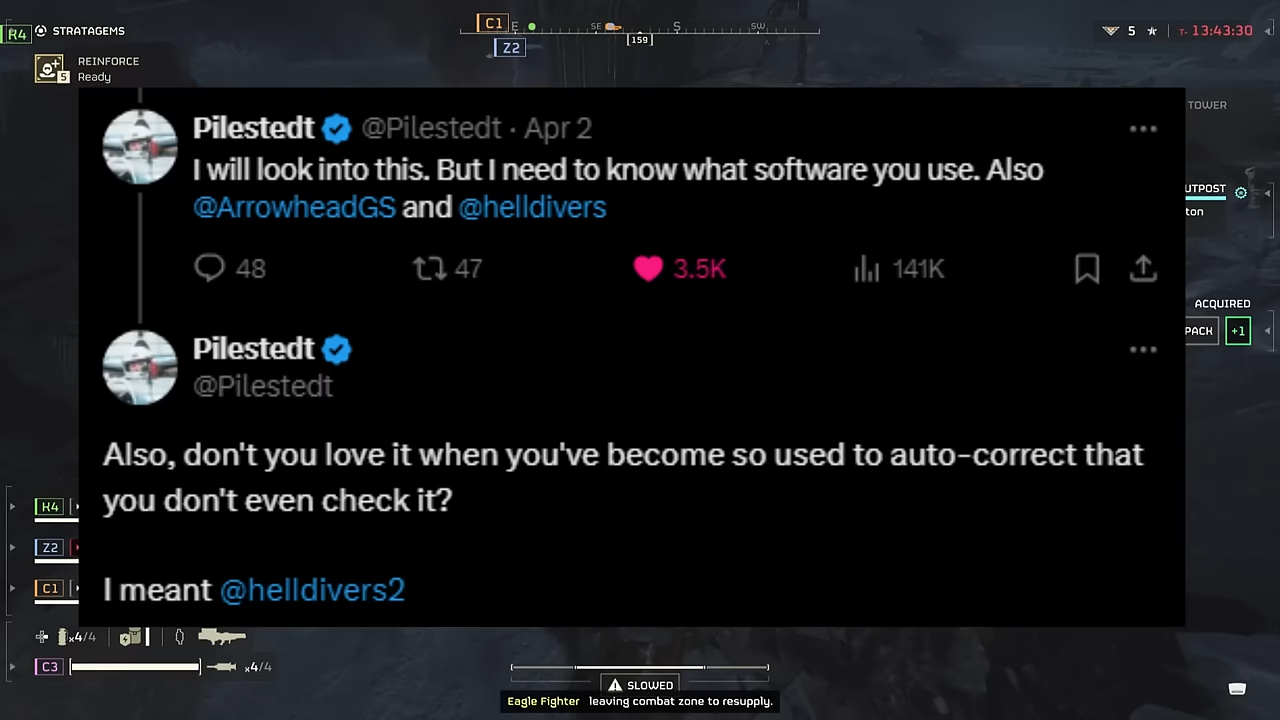 R4 STRATAGEMS
C1 E SE S SW
[159]
Z2
5 T- 13:43:30
REINFORCE
Ready
5
TOWER
Pilestedt @Pilestedt · Apr 2
I will look into this. But I need to know what software you use. Also
@ArrowheadGS and @helldivers
UTPOST
ton
48 47 3.5K 141K
ACQUIRED
PACK +1
Pilestedt
@Pilestedt
Also, don't you love it when you've become so used to auto-correct that
you don't even check it?
I meant @helldivers2
Z2
C1
x4/4
C3 x4/4
SLOWED
Eagle Fighter leaving combat zone to resupply.